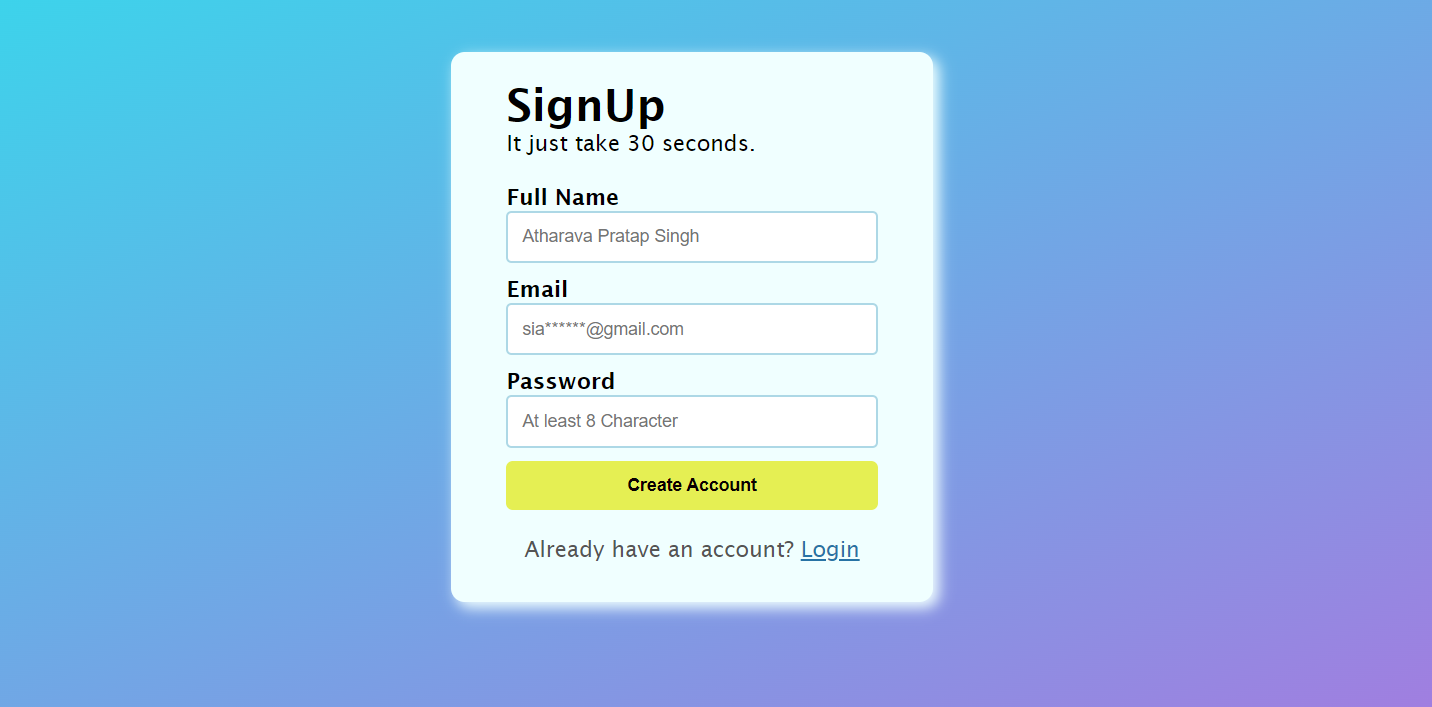 SignUp
It just take 30 seconds.
Full Name
Atharava Pratap Singh
Email
sia******@gmail.com
Password
At least 8 Character
Create Account
Already have an account? Login